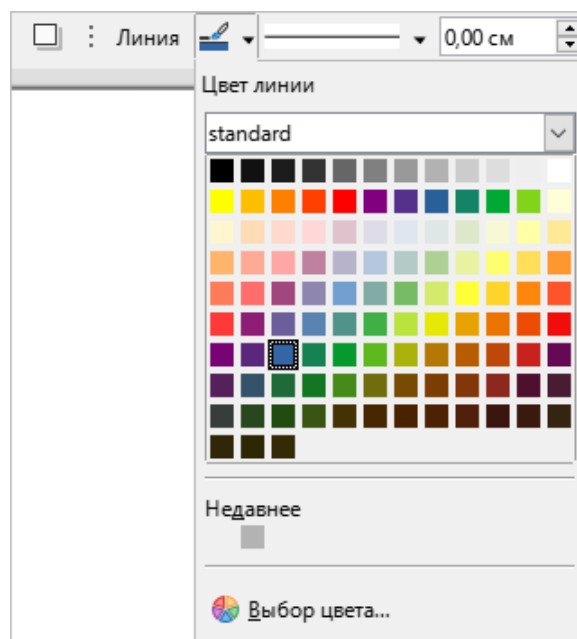 Линия
0,00 см
Цвет линии
standard
Недавнее
Выбор цвета...